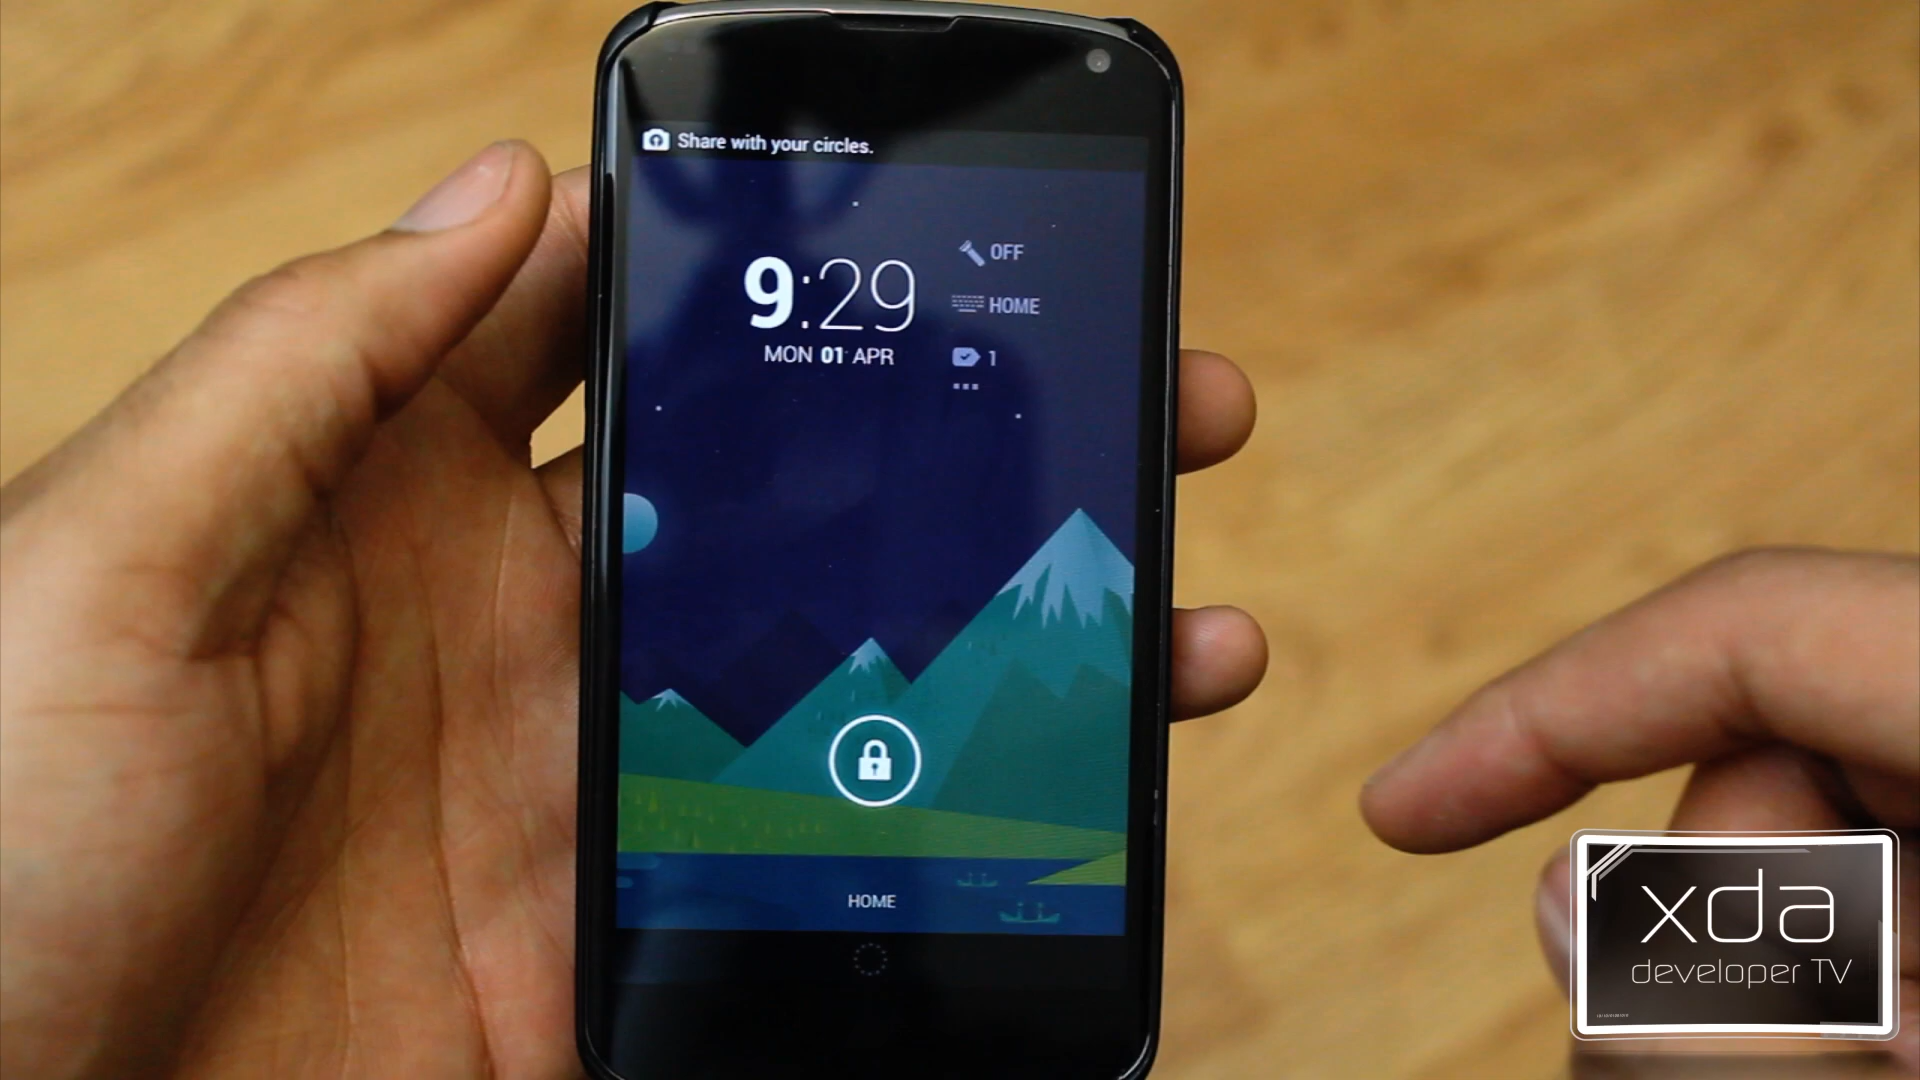 Share with your circles.
OFF
9:29
HOME
MON 01 APR
1
HOME
xda
developer TV